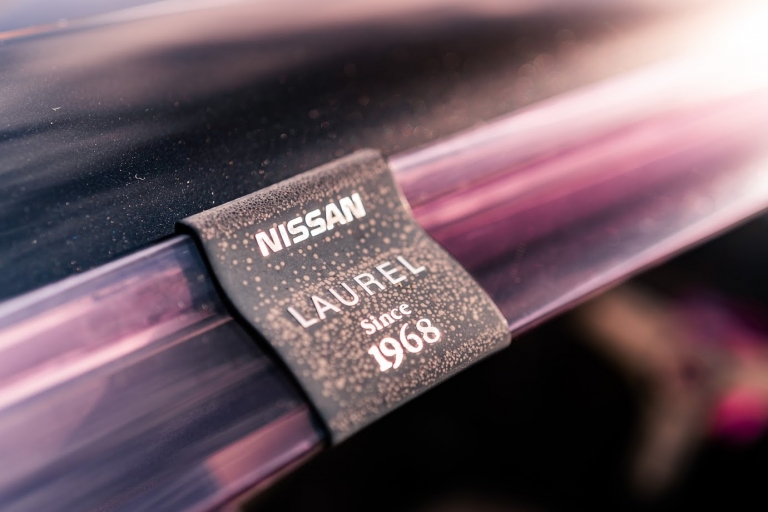 NISSAN
LAUREL
Since
1968